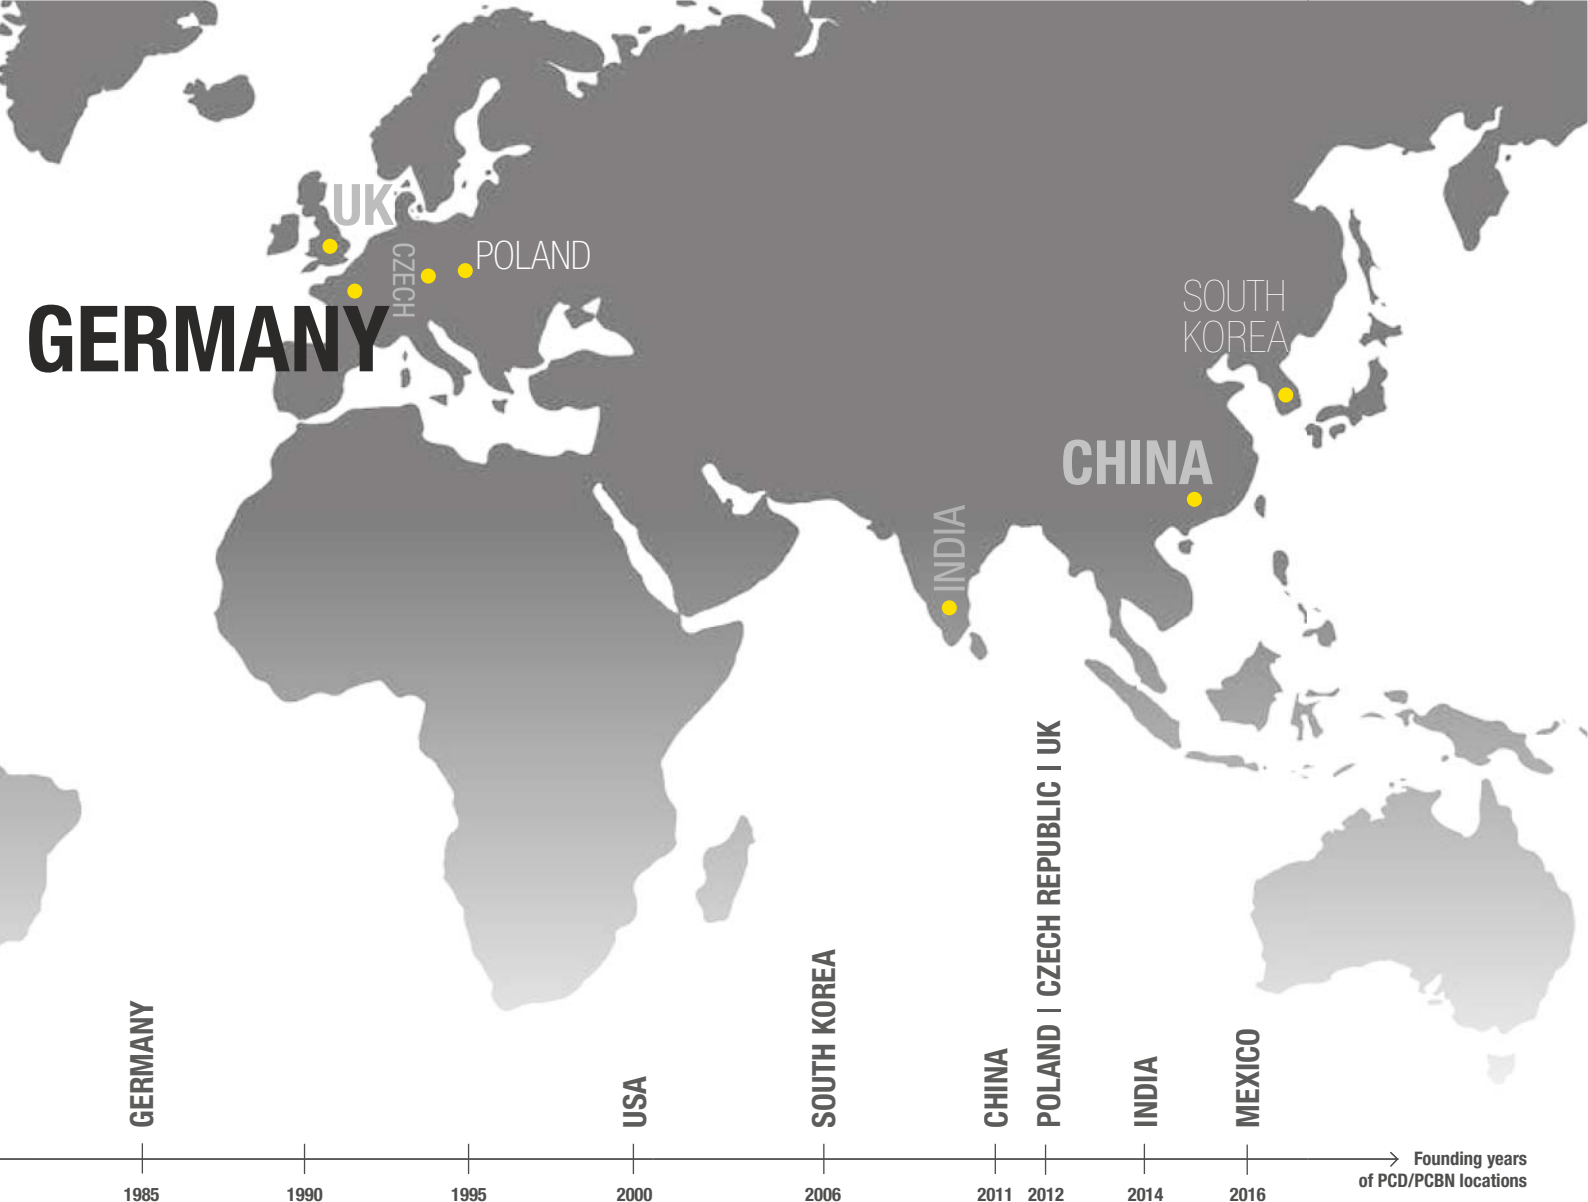 UK
CZECH
POLAND
GERMANY
SOUTH
KOREA
CHINA
INDIA
GERMANY
USA
SOUTH KOREA
CHINA
POLAND | CZECH REPUBLIC | UK
INDIA
MEXICO
Founding years
of PCD/PCBN locations
1985 1990 1995 2000 2006 2011 2012 2014 2016